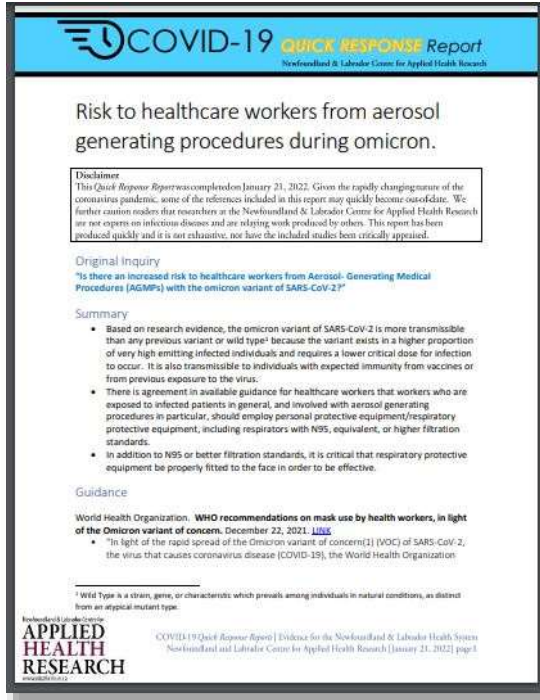 COVID-19 QUICK RESPONSE Report
Newfoundland & Labrador Centre for Applied Health Research
Risk to healthcare workers from aerosol
generating procedures during omicron.
Disclaimer
This Quick Response Report was completed on January 21, 2022. Given the rapidly changing nature of the
coronavirus pandemic, some of the references included in this report may quickly become out-of-date. We
further caution readers that researchers at the Newfoundland & Labrador Centre for Applied Health Research
are not experts on infectious diseases and are relaying work produced by others. This report has been
produced quickly and it is not exhaustive, nor have the included studies been critically appraised.
Original Inquiry
"Is there an increased risk to healthcare workers from Aerosol- Generating Medical
Procedures (AGMPs) with the omicron variant of SARS-CoV-2?"
Summary
• Based on research evidence, the omicron variant of SARS-CoV-2 is more transmissible
than any previous variant or wild type¹ because the variant exists in a higher proportion
of very high emitting infected individuals and requires a lower critical dose for infection
to occur. It is also transmissible to individuals with expected immunity from vaccines or
from previous exposure to the virus.
• There is agreement in available guidance for healthcare workers that workers who are
exposed to infected patients in general, and involved with aerosol generating
procedures in particular, should employ personal protective equipment/respiratory
protective equipment, including respirators with N95, equivalent, or higher filtration
standards.
• In addition to N95 or better filtration standards, it is critical that respiratory protective
equipment be properly fitted to the face in order to be effective.
Guidance
World Health Organization. WHO recommendations on mask use by health workers, in light
of the Omicron variant of concern. December 22, 2021. LINK
• "In light of the rapid spread of the Omicron variant of concern(1) (VOC) of SARS-CoV-2,
the virus that causes coronavirus disease (COVID-19), the World Health Organization
¹ Wild Type is a strain, gene, or characteristic which prevails among individuals in natural conditions, as distinct
from an atypical mutant type.
Newfoundland & Labrador Centre for
APPLIED
HEALTH
RESEARCH
COVID-19 Quick Response Report | Evidence for the Newfoundland & Labrador Health System
Newfoundland and Labrador Centre for Applied Health Research | January 21, 2022 | page 1